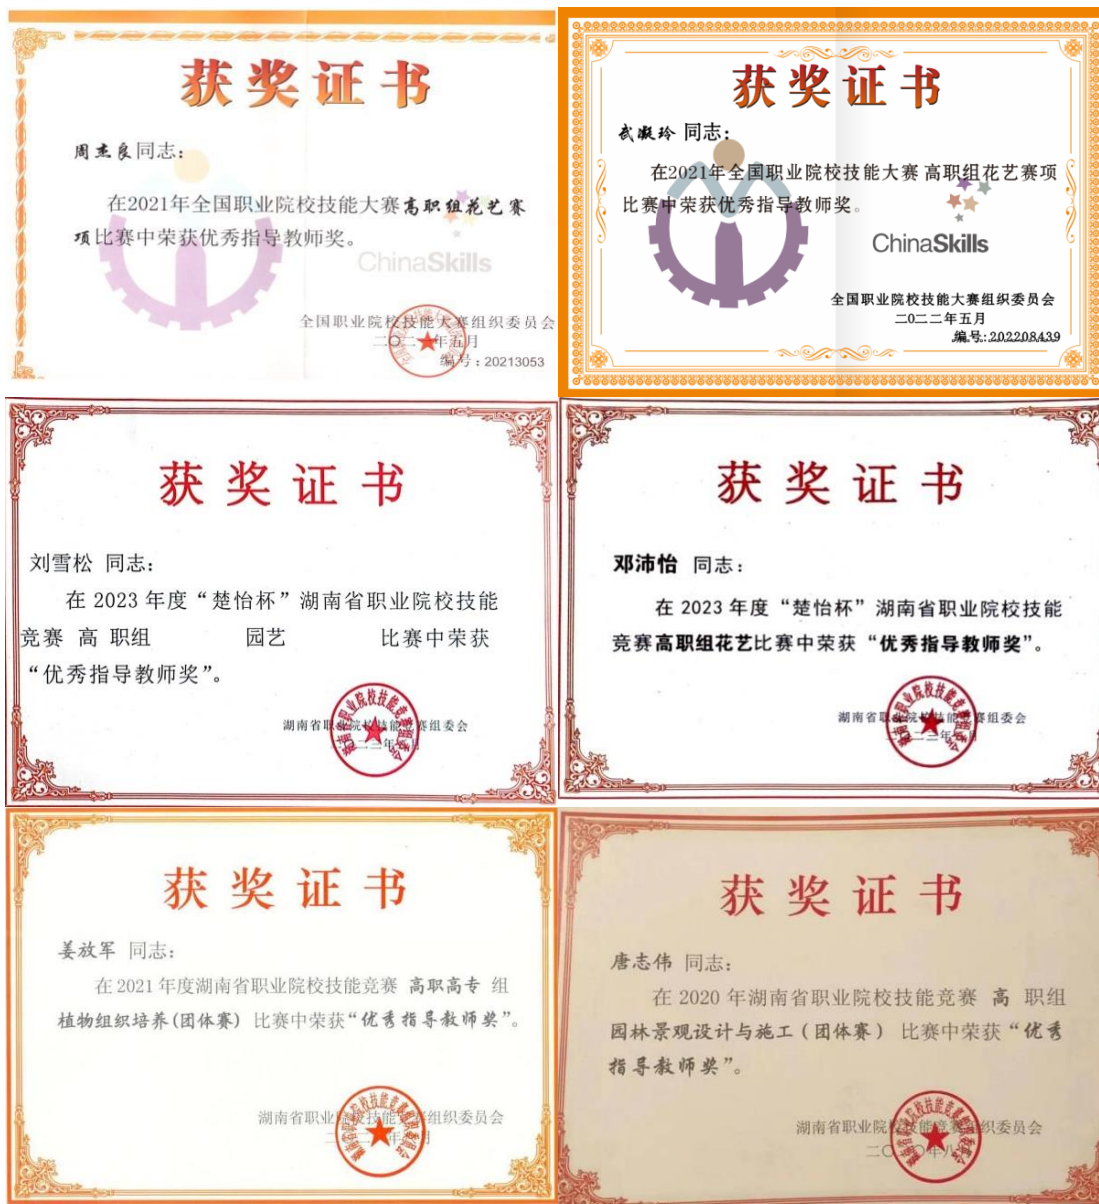 获奖证书
周杰良同志：
在2021年全国职业院校技能大赛高职组花艺赛
项比赛中荣获优秀指导教师奖。
ChinaSkills
全国职业院校技能大赛组织委员会
编号：20213053
获奖证书
武凝玲 同志：
在2021年全国职业院校技能大赛 高职组花艺赛项
比赛中荣获优秀指导教师奖。
ChinaSkills
全国职业院校技能大赛组织委员会
二〇二二年五月
编号：202208439
获奖证书
刘雪松 同志：
在 2023 年度“楚怡杯”湖南省职业院校技能
竞赛 高 职组 园艺 比赛中荣获
“优秀指导教师奖”。
湖南省职业院校技能竞赛组委会
获奖证书
邓沛怡 同志：
在 2023 年度“楚怡杯”湖南省职业院校技能
竞赛高职组花艺比赛中荣获“优秀指导教师奖”。
湖南省职业院校技能竞赛组委会
获奖证书
姜放军 同志：
在 2021 年度湖南省职业院校技能竞赛 高职高专 组
植物组织培养(团体赛) 比赛中荣获“优秀指导教师奖”。
湖南省职业院校技能竞赛组织委员会
获奖证书
唐志伟 同志：
在 2020 年湖南省职业院校技能竞赛 高 职组
园林景观设计与施工(团体赛) 比赛中荣获“优秀
指导教师奖”。
湖南省职业院校技能竞赛组织委员会
二〇二〇年八